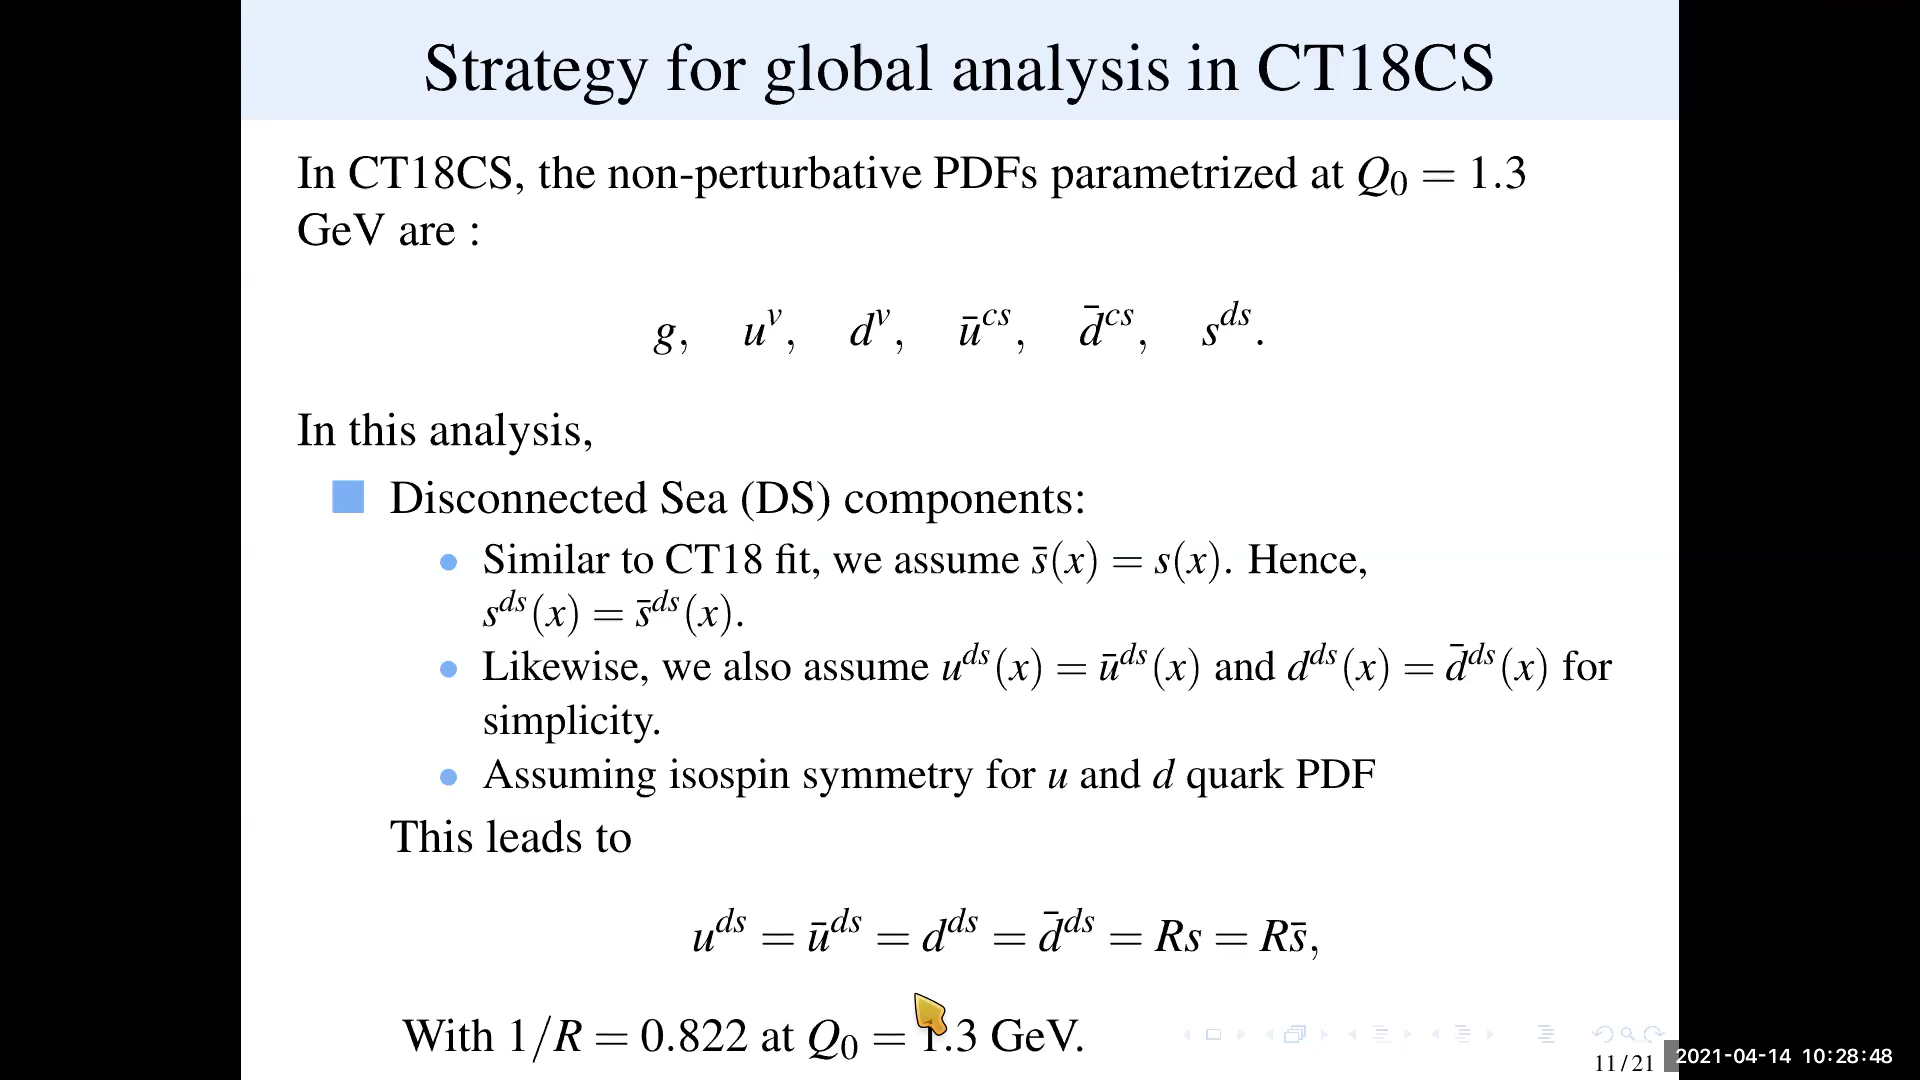 Strategy for global analysis in CT18CS
In CT18CS, the non-perturbative PDFs parametrized at Q₀ = 1.3
GeV are :
g, uᵛ, dᵛ, ū^{cs}, d̄^{cs}, s^{ds}.
In this analysis,
Disconnected Sea (DS) components:
Similar to CT18 fit, we assume s̄(x) = s(x). Hence,
s^{ds}(x) = s̄^{ds}(x).
Likewise, we also assume u^{ds}(x) = ū^{ds}(x) and d^{ds}(x) = d̄^{ds}(x) for
simplicity.
Assuming isospin symmetry for u and d quark PDF
This leads to
u^{ds} = ū^{ds} = d^{ds} = d̄^{ds} = Rs = Rs̄,
With 1/R = 0.822 at Q₀ = 1.3 GeV.
11/21
2021-04-14 10:28:48